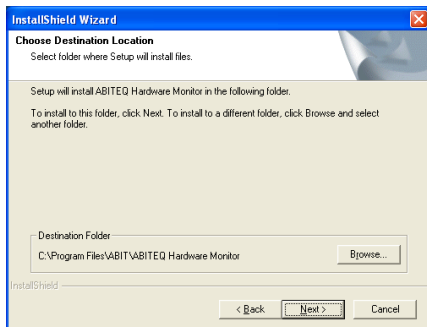 InstallShield Wizard
Choose Destination Location
Select folder where Setup will install files.
Setup will install ABITEQ Hardware Monitor in the following folder.
To install to this folder, click Next. To install to a different folder, click Browse and select
another folder.
Destination Folder
C:\Program Files\ABIT\ABITEQ Hardware Monitor
Browse...
InstallShield
< Back
Next >
Cancel